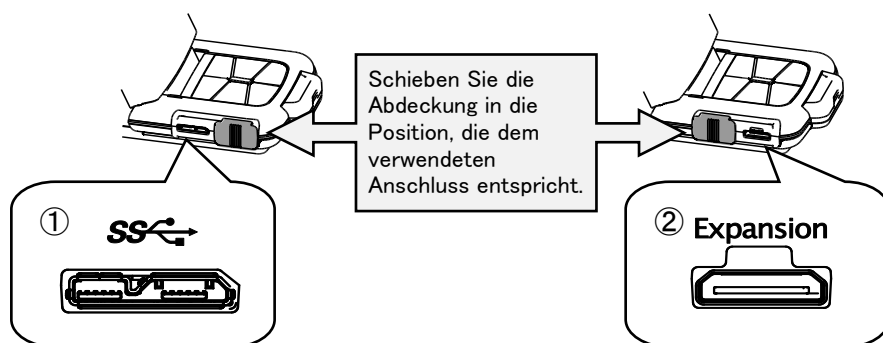 Schieben Sie die
Abdeckung in die
Position, die dem
verwendeten
Anschluss entspricht.
①
SS
② Expansion